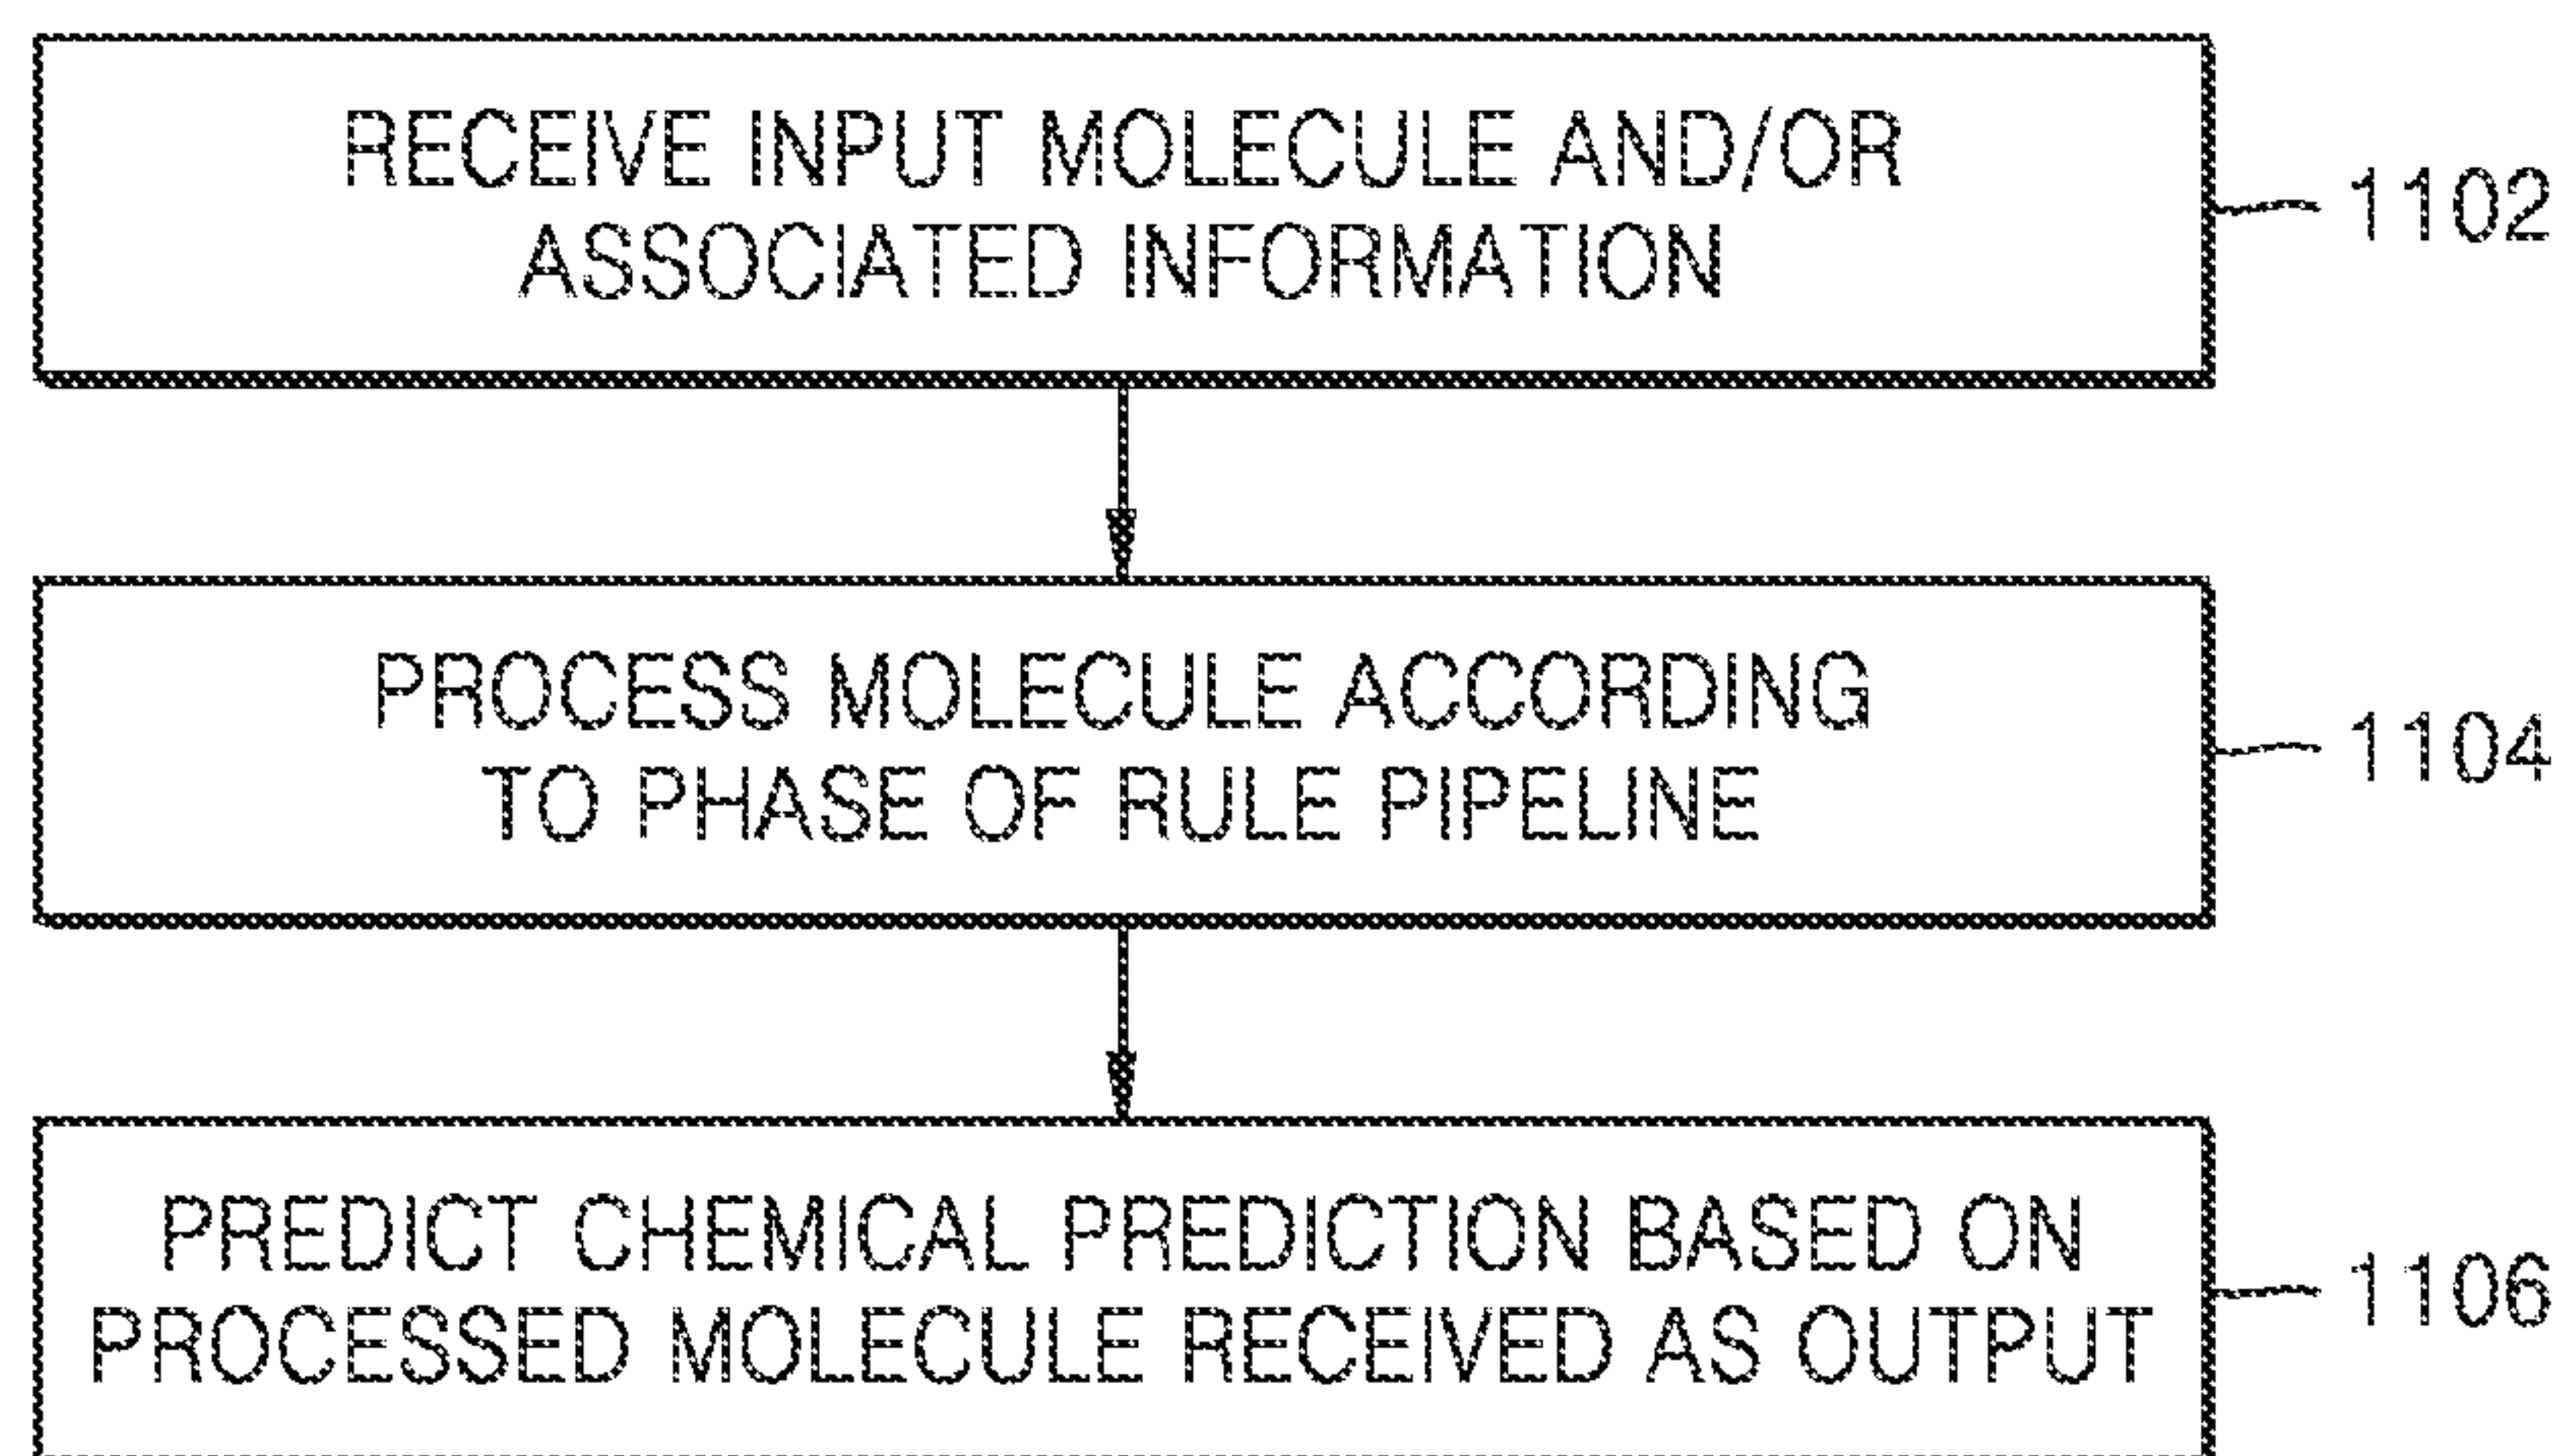 RECEIVE INPUT MOLECULE AND/OR
ASSOCIATED INFORMATION
1102
PROCESS MOLECULE ACCORDING
TO PHASE OF RULE PIPELINE
1104
PREDICT CHEMICAL PREDICTION BASED ON
PROCESSED MOLECULE RECEIVED AS OUTPUT
1106